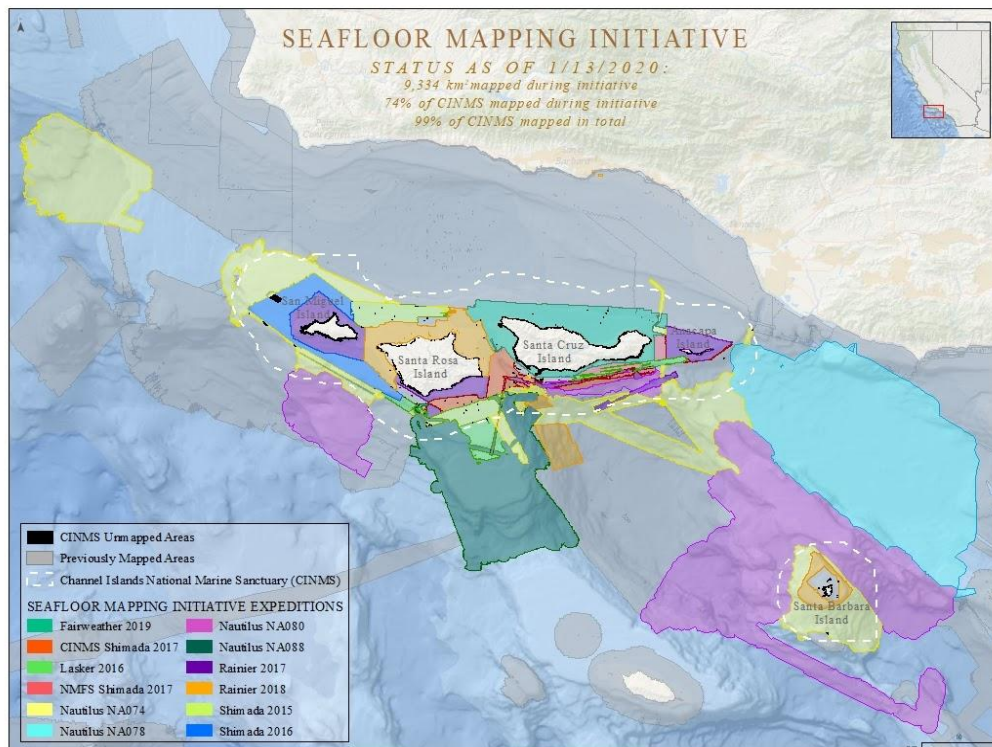 SEAFLOOR MAPPING INITIATIVE
STATUS AS OF 1/13/2020:
9,334 km² mapped during initiative
74% of CINMS mapped during initiative
99% of CINMS mapped in total
San Miguel
Island
Santa Rosa
Island
Santa Cruz
Island
Anacapa
Island
Santa Barbara
Island
CINMS Unmapped Areas
Previously Mapped Areas
Channel Islands National Marine Sanctuary (CINMS)
SEAFLOOR MAPPING INITIATIVE EXPEDITIONS
Fairweather 2019
CINMS Shimada 2017
Lasker 2016
NMFS Shimada 2017
Nautilus NA074
Nautilus NA078
Nautilus NA080
Nautilus NA088
Rainier 2017
Rainier 2018
Shimada 2015
Shimada 2016